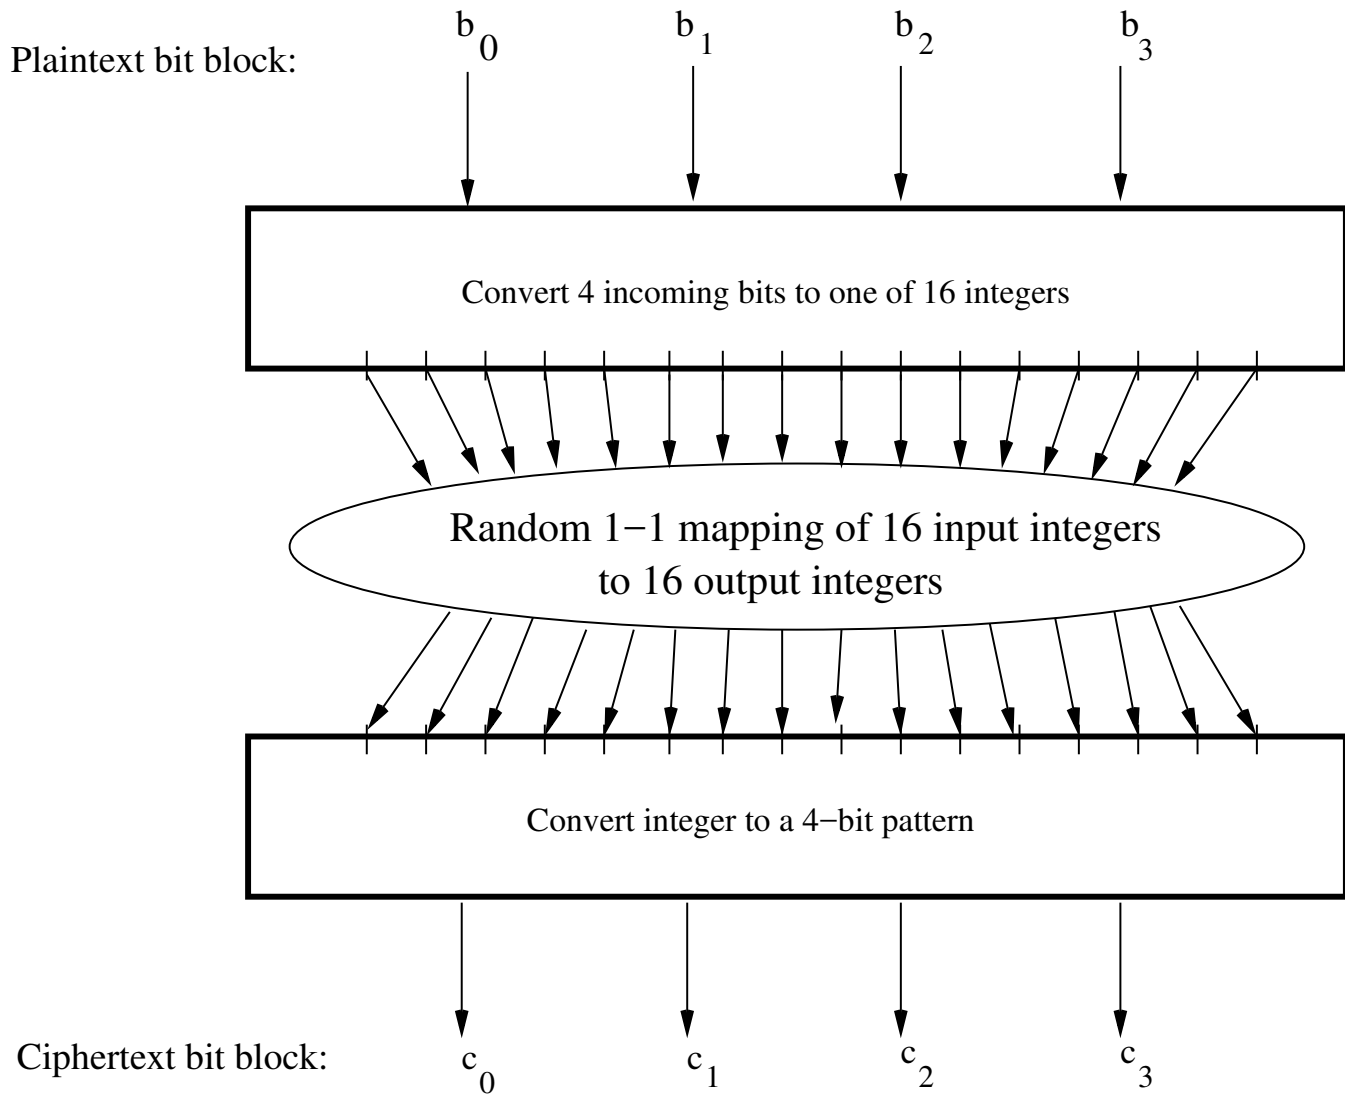 Plaintext bit block:
b0 b1 b2 b3
Convert 4 incoming bits to one of 16 integers
Random 1−1 mapping of 16 input integers
to 16 output integers
Convert integer to a 4−bit pattern
Ciphertext bit block:
c0 c1 c2 c3